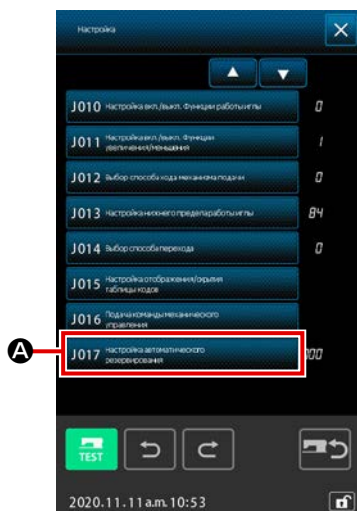 Настройка
J010 Настройка вкл./выкл. Функции работы иглы 0
J011 Настройка вкл./выкл. Функции
увеличения/меньшения 1
J012 Выбор способа хода механизма подачи 0
J013 Настройка нижнего предела работы иглы 84
J014 Выбор способа перехода 0
J015 Настройка отображения/скрытия
таблицы кодов
J016 Подача команды механического
управления
A J017 Настройка автоматического
резервирования 000
TEST
2020.11.11 a.m. 10:53